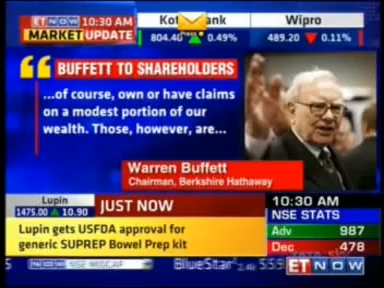 ET NOW 10:30 AM
MARKET UPDATE
Wipro
804.40 0.49%
489.20 0.11%
BUFFETT TO SHAREHOLDERS
...of course, own or have claims
on a modest portion of our
wealth. Those, however, are...
Warren Buffett
Chairman, Berkshire Hathaway
Lupin
1475.00 10.90
JUST NOW
Lupin gets USFDA approval for
generic SUPREP Bowel Prep kit
10:30 AM
NSE STATS
Adv 987
Dec 478
BlueStar
ET NOW